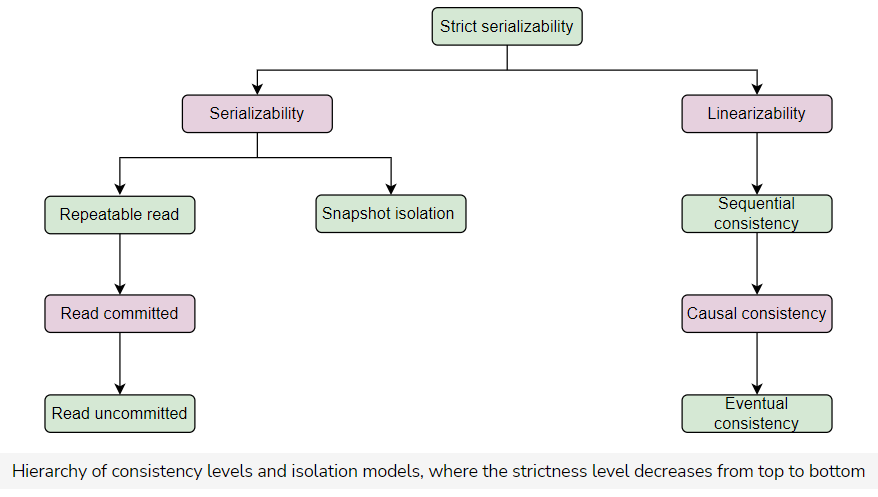 Strict serializability
Serializability
Linearizability
Repeatable read
Snapshot isolation
Sequential
consistency
Read committed
Causal consistency
Read uncommitted
Eventual
consistency
Hierarchy of consistency levels and isolation models, where the strictness level decreases from top to bottom